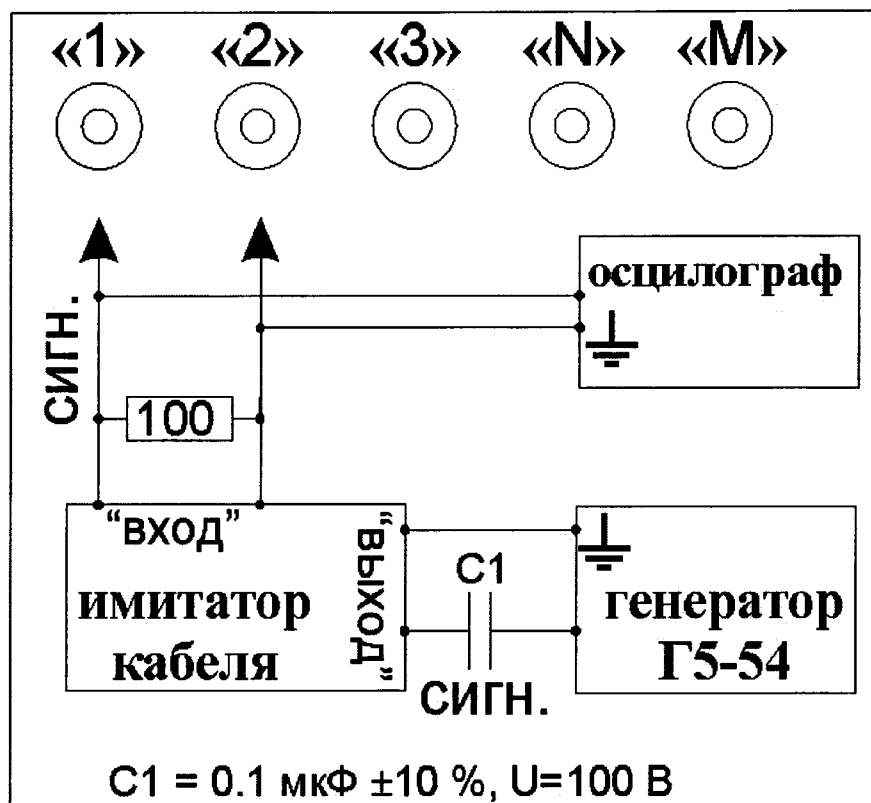 «1» «2» «3» «N» «M»
осцилограф
СИГН.
100
“ВХОД”
“ВЫХОД”
имитатор
кабеля
C1
СИГН.
генератор
Г5-54
C1 = 0.1 мкФ ±10 %, U=100 В